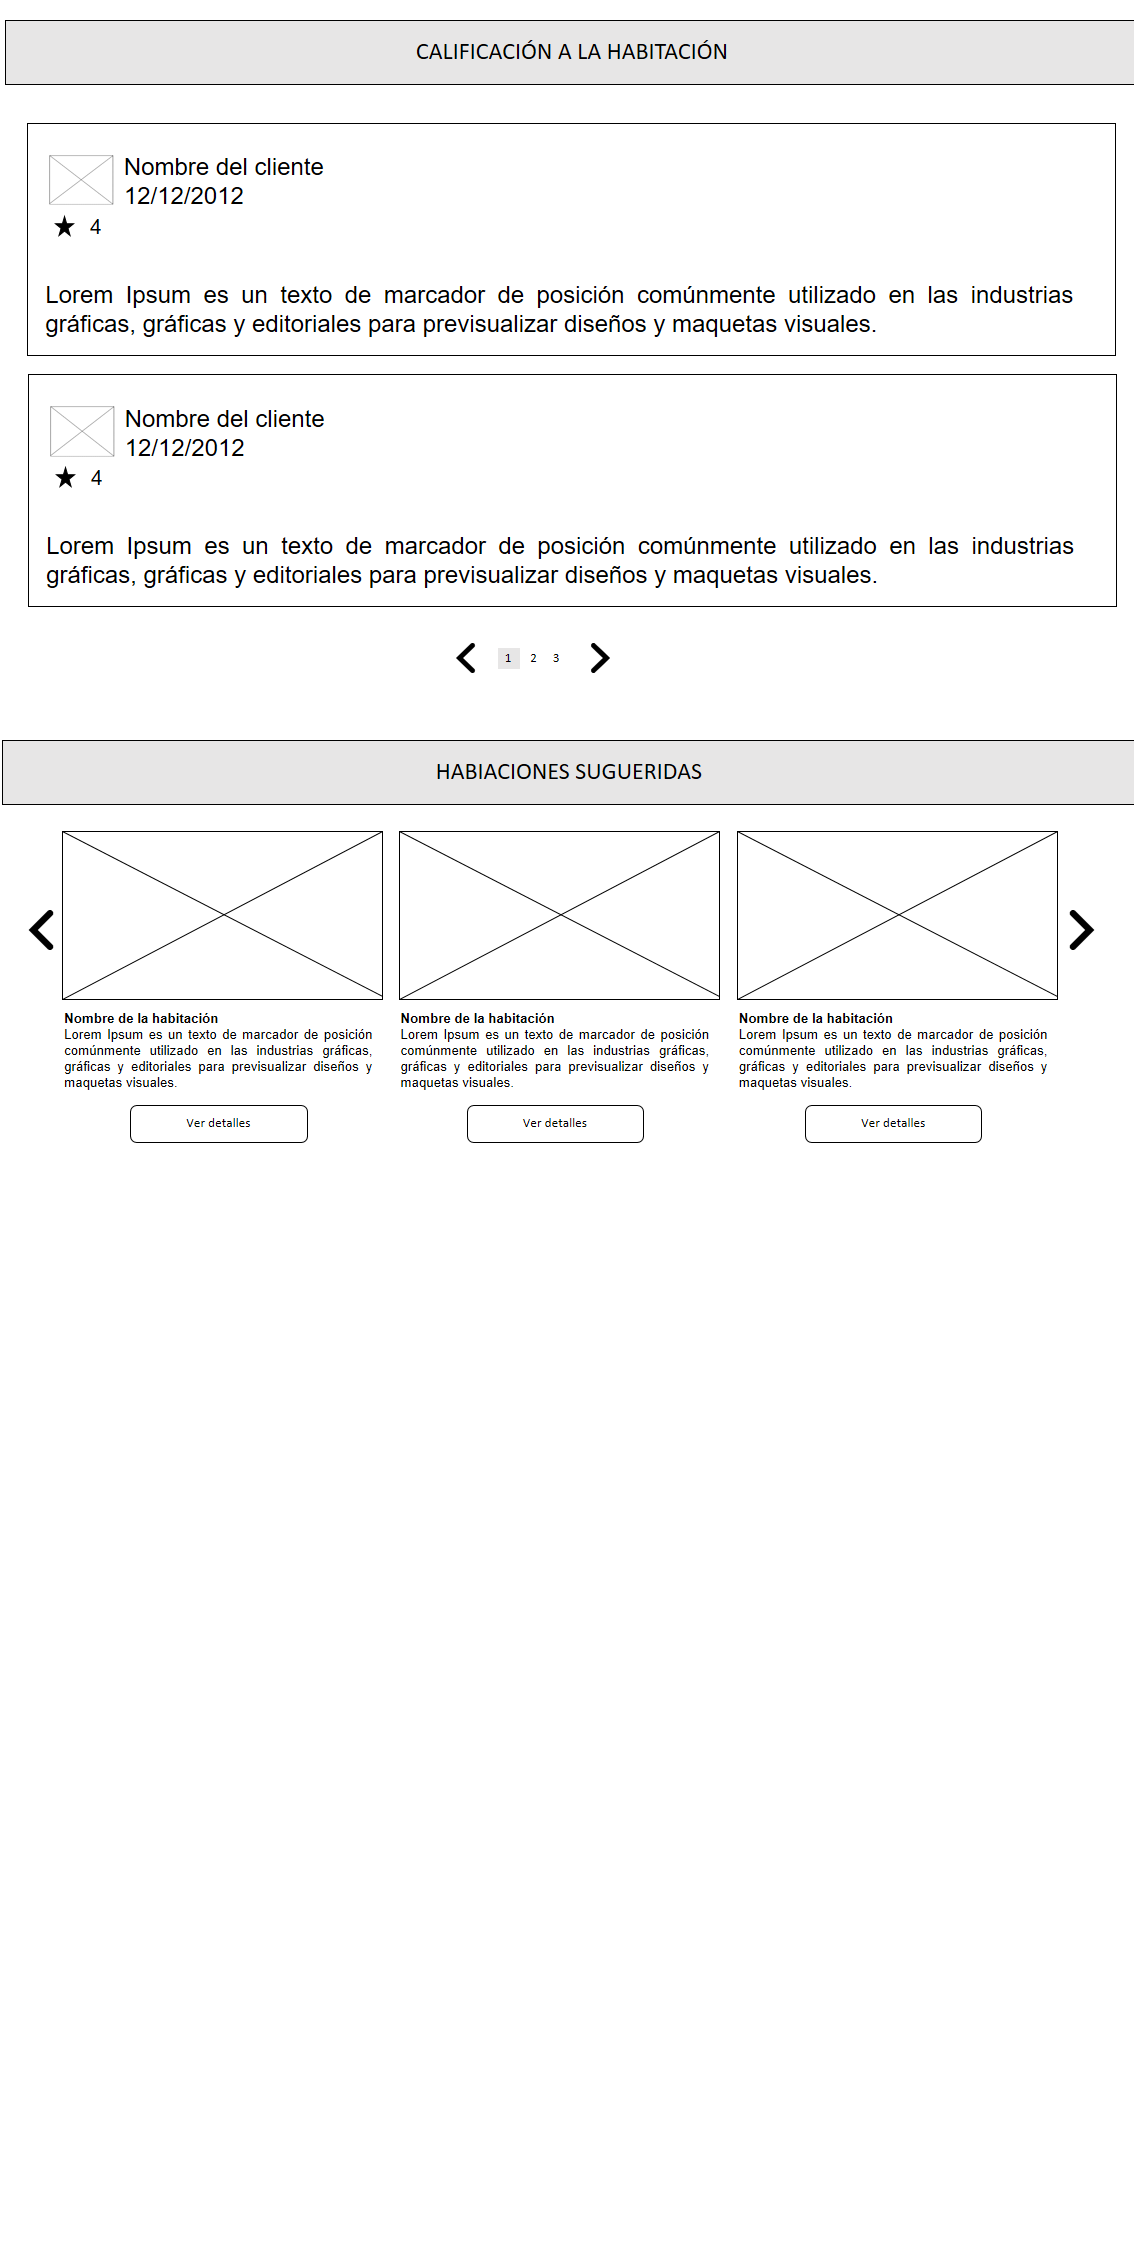 CALIFICACIÓN A LA HABITACIÓN
Nombre del cliente
12/12/2012
★ 4
Lorem Ipsum es un texto de marcador de posición comúnmente utilizado en las industrias
gráficas, gráficas y editoriales para previsualizar diseños y maquetas visuales.
Nombre del cliente
12/12/2012
★ 4
Lorem Ipsum es un texto de marcador de posición comúnmente utilizado en las industrias
gráficas, gráficas y editoriales para previsualizar diseños y maquetas visuales.
1 2 3
HABIACIONES SUGUERIDAS
Nombre de la habitación
Lorem Ipsum es un texto de marcador de posición
comúnmente utilizado en las industrias gráficas,
gráficas y editoriales para previsualizar diseños y
maquetas visuales.
Ver detalles
Nombre de la habitación
Lorem Ipsum es un texto de marcador de posición
comúnmente utilizado en las industrias gráficas,
gráficas y editoriales para previsualizar diseños y
maquetas visuales.
Ver detalles
Nombre de la habitación
Lorem Ipsum es un texto de marcador de posición
comúnmente utilizado en las industrias gráficas,
gráficas y editoriales para previsualizar diseños y
maquetas visuales.
Ver detalles